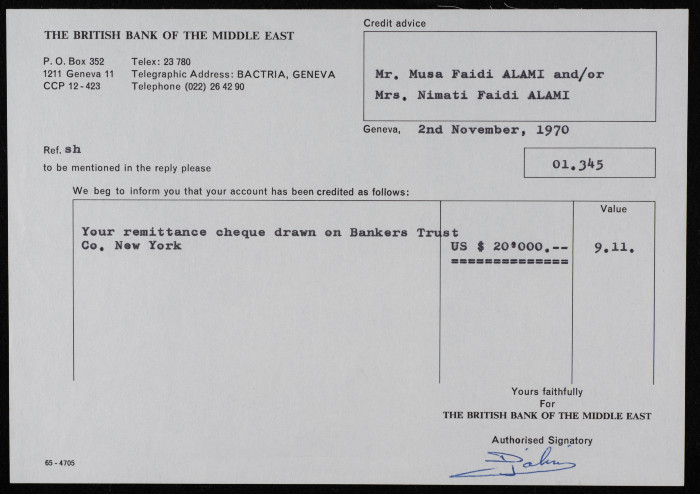 Credit advice
THE BRITISH BANK OF THE MIDDLE EAST
P. O. Box 352 Telex: 23 780
1211 Geneva 11 Telegraphic Address: BACTRIA, GENEVA
CCP 12 - 423 Telephone (022) 26 42 90
Mr. Musa Faidi ALAMI and/or
Mrs. Nimati Faidi ALAMI
Geneva, 2nd November, 1970
Ref. sh
to be mentioned in the reply please
01.345
We beg to inform you that your account has been credited as follows:
Value
Your remittance cheque drawn on Bankers Trust
Co. New York US $ 20'000.-- 9.11.
==============
Yours faithfully
For
THE BRITISH BANK OF THE MIDDLE EAST
Authorised Signatory
65 - 4705